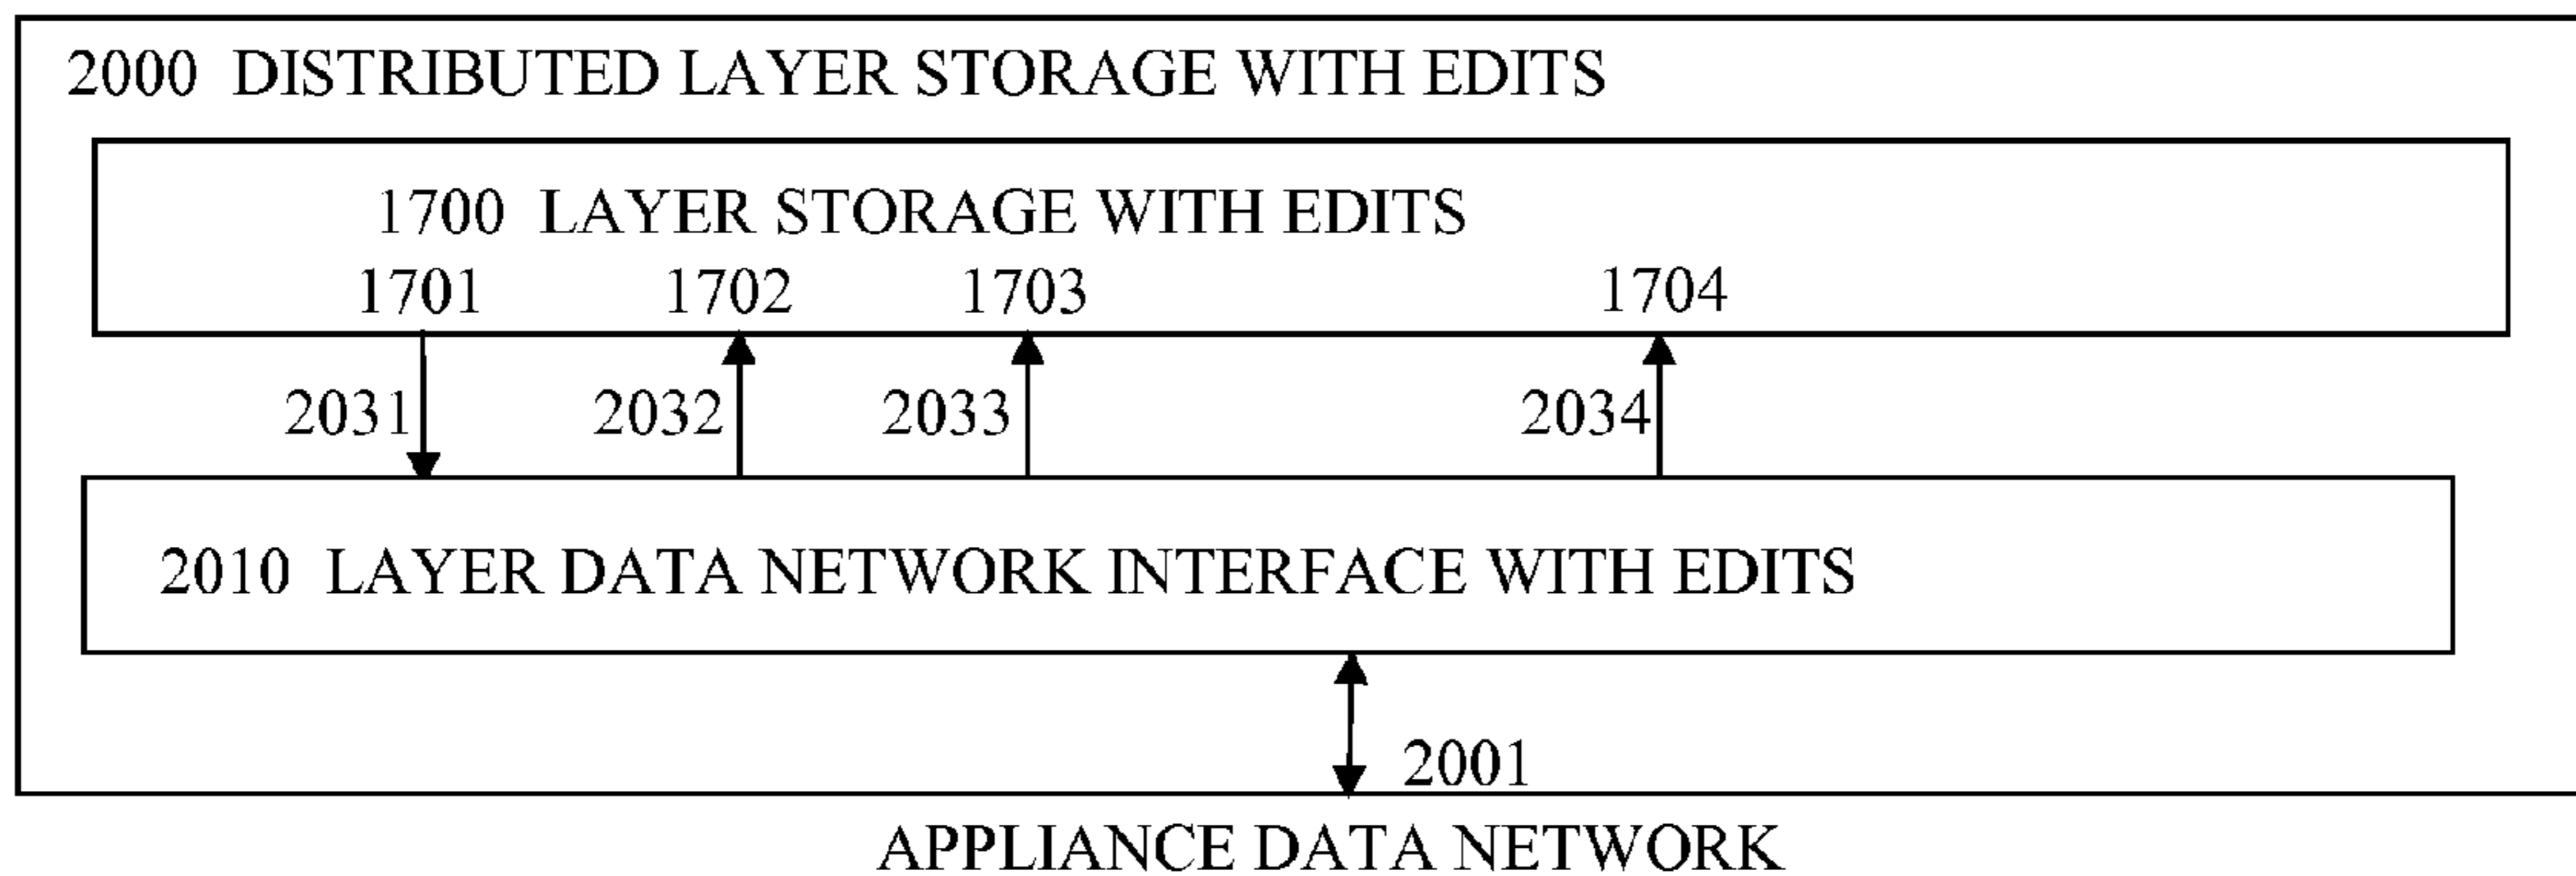 2000 DISTRIBUTED LAYER STORAGE WITH EDITS
1700 LAYER STORAGE WITH EDITS
1701 1702 1703 1704
2031 2032 2033 2034
2010 LAYER DATA NETWORK INTERFACE WITH EDITS
2001
APPLIANCE DATA NETWORK